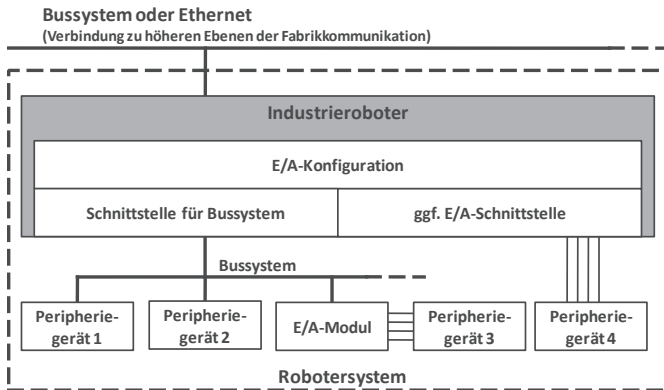 Bussystem oder Ethernet
(Verbindung zu höheren Ebenen der Fabrikkommunikation)
Industrieroboter
E/A-Konfiguration
Schnittstelle für Bussystem
ggf. E/A-Schnittstelle
Bussystem
Peripherie-
gerät 1
Peripherie-
gerät 2
E/A-Modul
Peripherie-
gerät 3
Peripherie-
gerät 4
Robotersystem